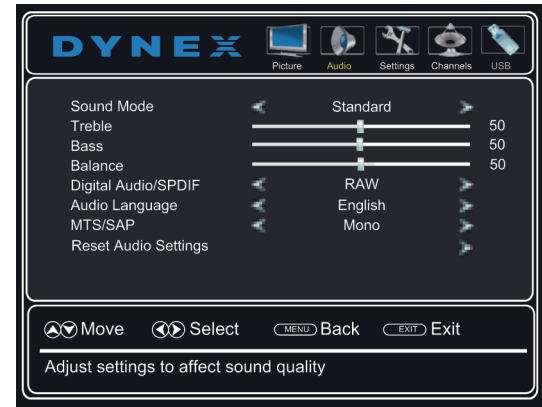 DYNEX
Picture Audio Settings Channels USB
Sound Mode Standard
Treble 50
Bass 50
Balance 50
Digital Audio/SPDIF RAW
Audio Language English
MTS/SAP Mono
Reset Audio Settings
Move Select MENU Back EXIT Exit
Adjust settings to affect sound quality